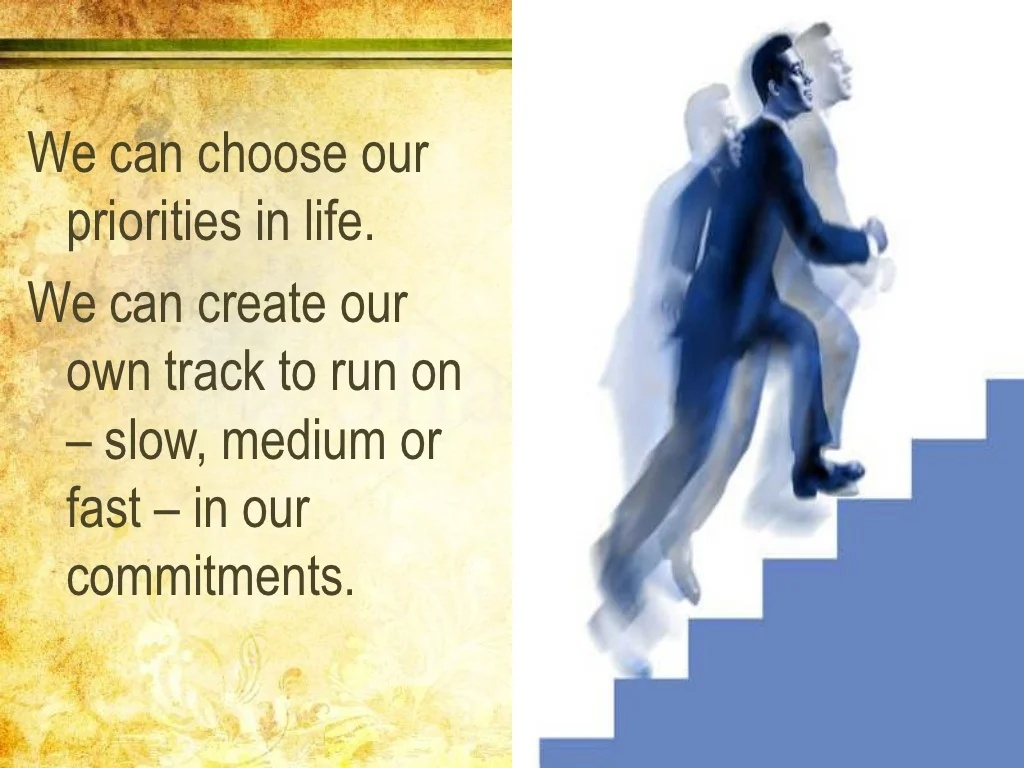 We can choose our
priorities in life.
We can create our
own track to run on
– slow, medium or
fast – in our
commitments.